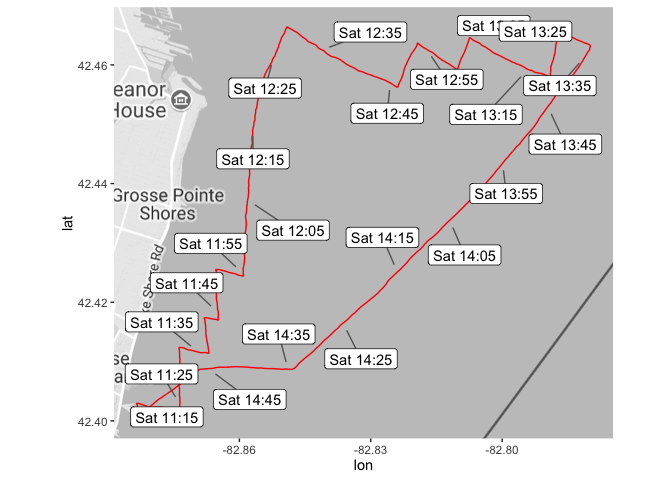 Sat 12:35
Sat 13:25
42.46
eanor
House
Sat 12:25
Sat 12:55
Sat 13:35
Sat 12:45
Sat 13:15
Sat 12:15
Sat 13:45
42.44
Grosse Pointe
Shores
Sat 13:55
lat
Sat 12:05
Sat 11:55
Sat 14:15
Sat 14:05
Sat 11:45
ke Shore Rd
42.42
Sat 11:35
Sat 14:35
se
Sat 14:25
Sat 11:25
Sat 14:45
Sat 11:15
42.40
-82.86
-82.83
-82.80
lon